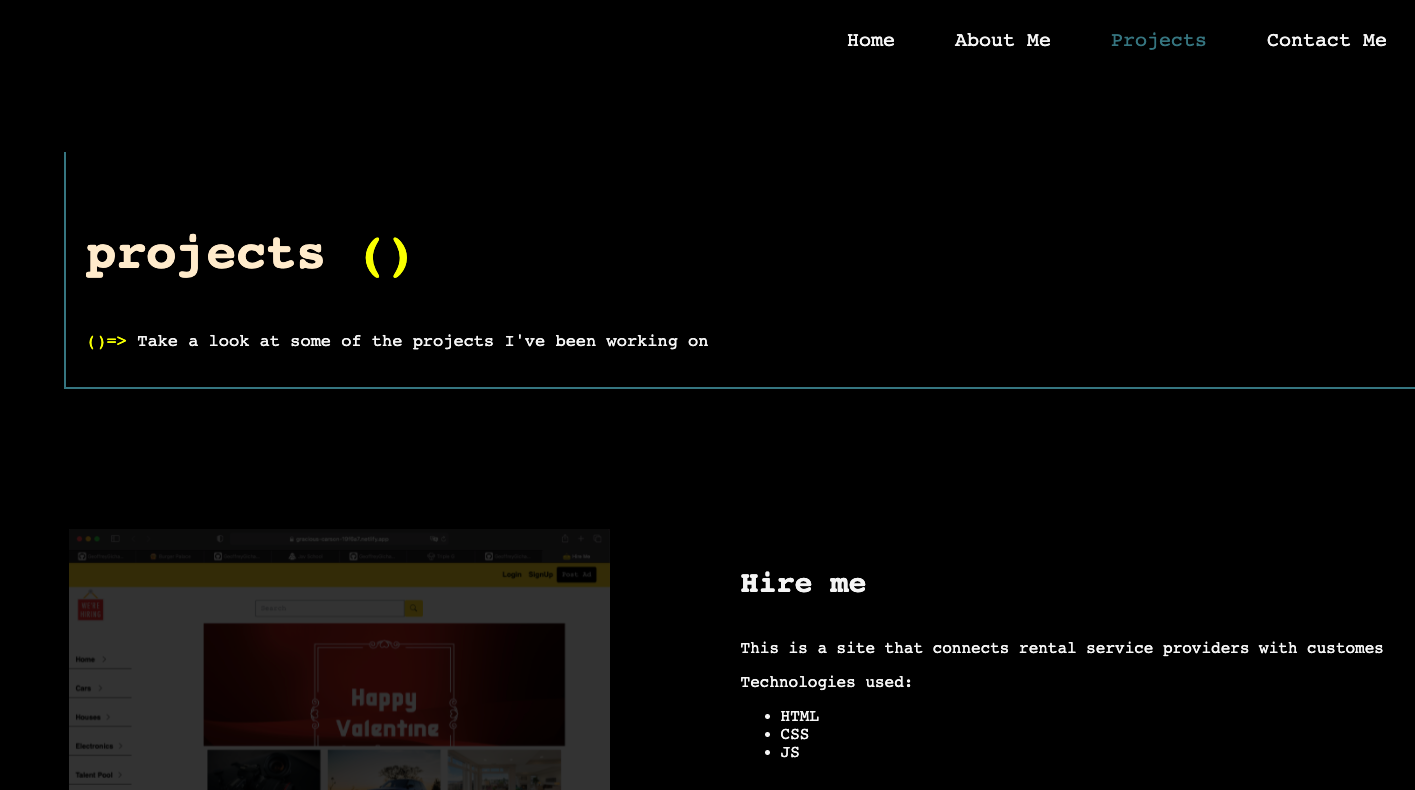 Home About Me Projects Contact Me
projects ()
()=> Take a look at some of the projects I've been working on
Login SignUp Post Ad
Search
Home >
Cars >
Houses >
Electronics >
Talent Pool >
Happy
Valentine
Hire me
This is a site that connects rental service providers with customes
Technologies used:
• HTML
• CSS
• JS